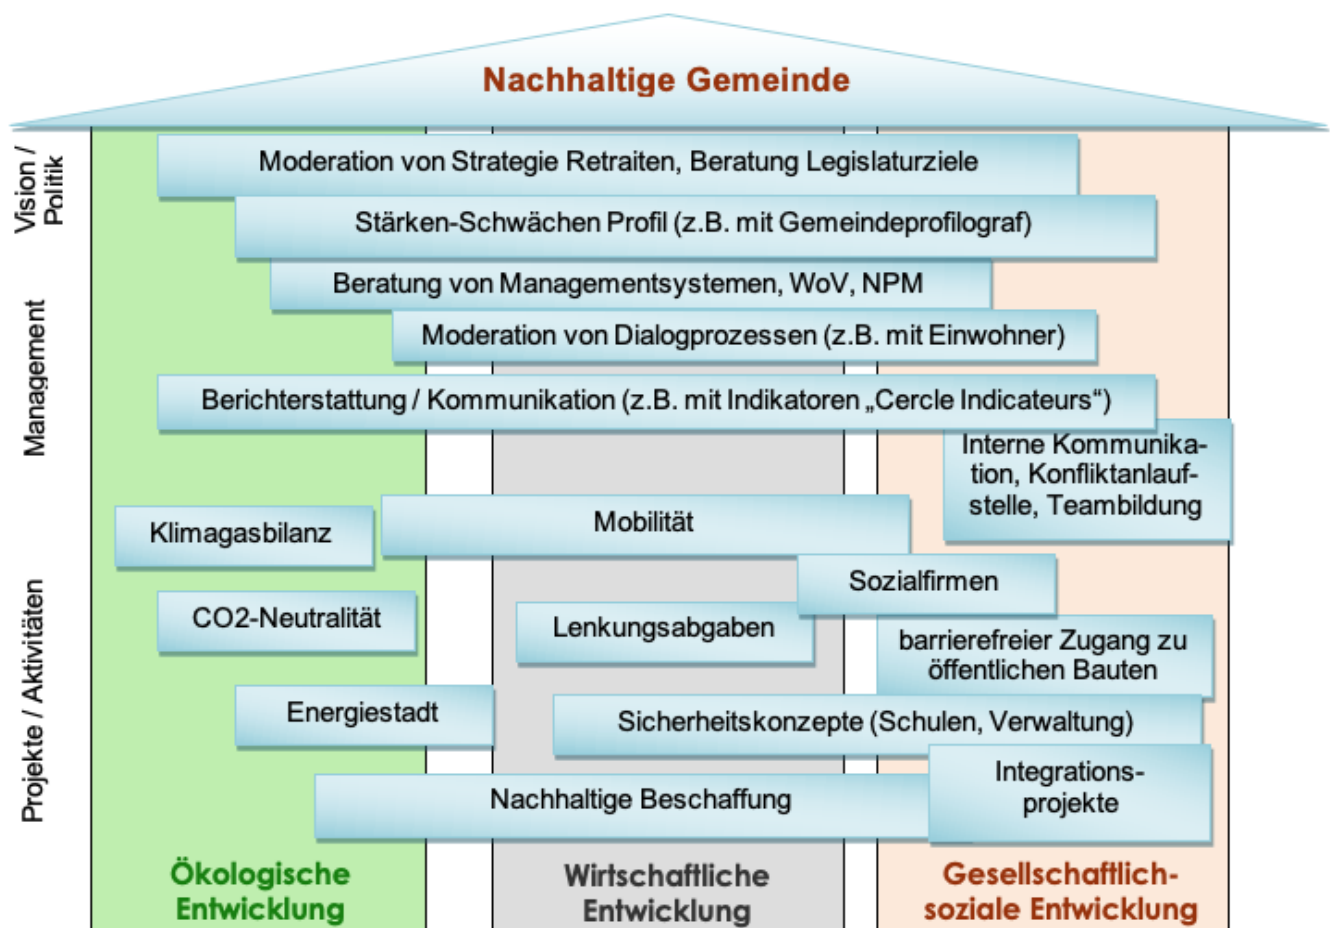 Nachhaltige Gemeinde
Vision /
Politik
Moderation von Strategie Retraiten, Beratung Legislaturziele
Stärken-Schwächen Profil (z.B. mit Gemeindeprofilograf)
Management
Beratung von Managementsystemen, WoV, NPM
Moderation von Dialogprozessen (z.B. mit Einwohner)
Berichterstattung / Kommunikation (z.B. mit Indikatoren „Cercle Indicateurs“)
Interne Kommunika-
tion, Konfliktanlauf-
stelle, Teambildung
Projekte / Aktivitäten
Klimagasbilanz
Mobilität
Sozialfirmen
CO2-Neutralität
Lenkungsabgaben
barrierefreier Zugang zu
öffentlichen Bauten
Energiestadt
Sicherheitskonzepte (Schulen, Verwaltung)
Nachhaltige Beschaffung
Integrations-
projekte
Ökologische
Entwicklung
Wirtschaftliche
Entwicklung
Gesellschaftlich-
soziale Entwicklung